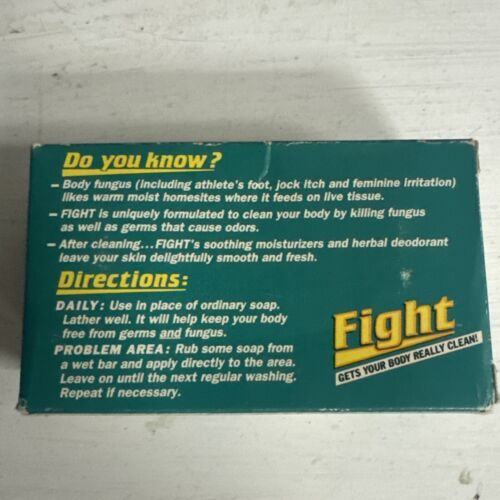 Do you know?
– Body fungus (including athlete's foot, jock itch and feminine irritation)
likes warm moist homesites where it feeds on live tissue.
– FIGHT is uniquely formulated to clean your body by killing fungus
as well as germs that cause odors.
– After cleaning...FIGHT's soothing moisturizers and herbal deodorant
leave your skin delightfully smooth and fresh.
Directions:
DAILY: Use in place of ordinary soap.
Lather well. It will help keep your body
free from germs and fungus.
PROBLEM AREA: Rub some soap from
a wet bar and apply directly to the area.
Leave on until the next regular washing.
Repeat if necessary.
Fight™
GETS YOUR BODY REALLY CLEAN!